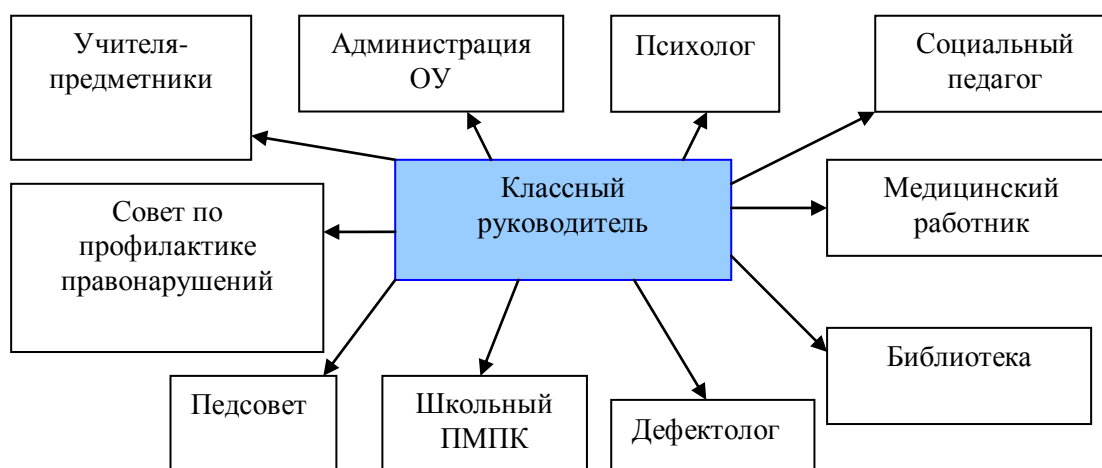 Учителя-
предметники
Администрация
ОУ
Психолог
Социальный
педагог
Классный
руководитель
Медицинский
работник
Совет по
профилактике
правонарушений
Библиотека
Педсовет
Школьный
ПМПК
Дефектолог